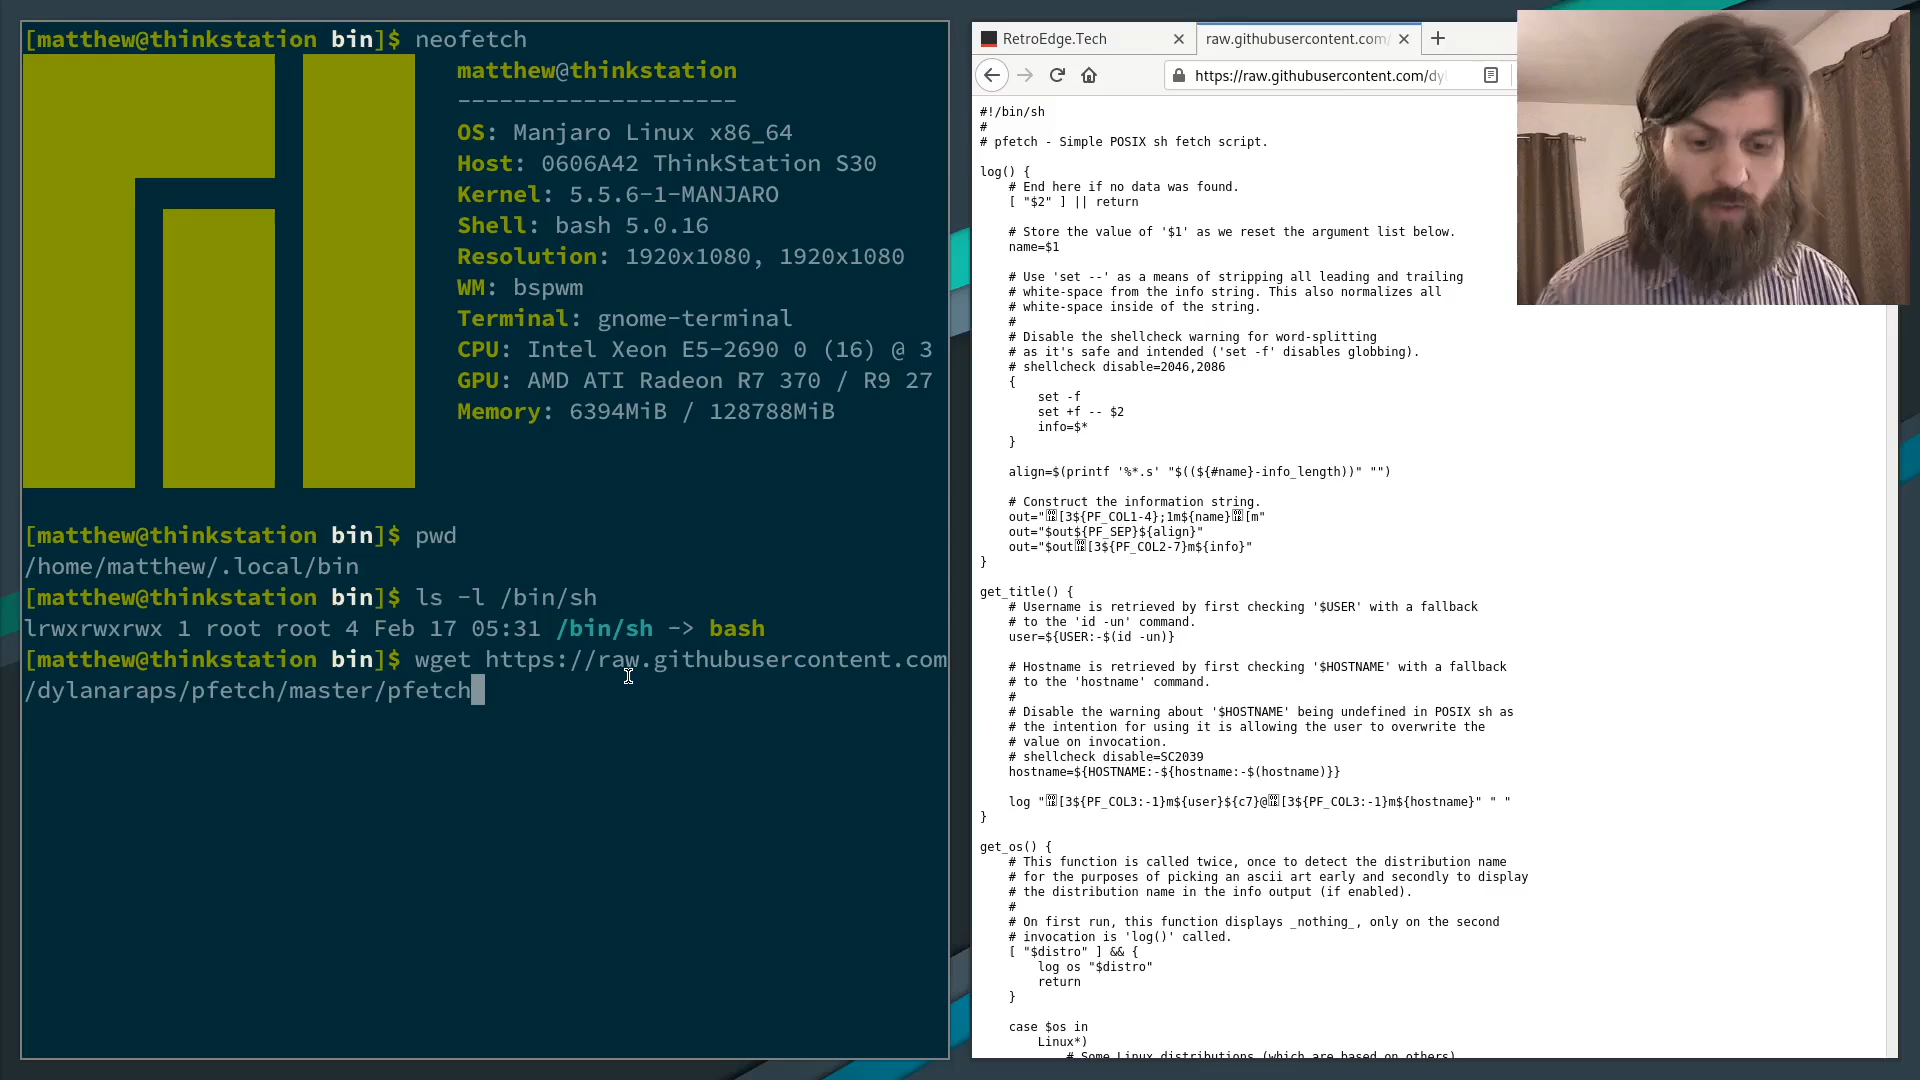 [matthew@thinkstation bin]$ neofetch
matthew@thinkstation
--------------------
OS: Manjaro Linux x86_64
Host: 0606A42 ThinkStation S30
Kernel: 5.5.6-1-MANJARO
Shell: bash 5.0.16
Resolution: 1920x1080, 1920x1080
WM: bspwm
Terminal: gnome-terminal
CPU: Intel Xeon E5-2690 0 (16) @ 3
GPU: AMD ATI Radeon R7 370 / R9 27
Memory: 6394MiB / 128788MiB
[matthew@thinkstation bin]$ pwd
/home/matthew/.local/bin
[matthew@thinkstation bin]$ ls -l /bin/sh
lrwxrwxrwx 1 root root 4 Feb 17 05:31 /bin/sh -> bash
[matthew@thinkstation bin]$ wget https://raw.githubusercontent.com
/dylanaraps/pfetch/master/pfetch
RetroEdge.Tech
raw.githubusercontent.com/
https://raw.githubusercontent.com/dy
#!/bin/sh
#
# pfetch - Simple POSIX sh fetch script.
log() {
# End here if no data was found.
[ "$2" ] || return
# Store the value of '$1' as we reset the argument list below.
name=$1
# Use 'set --' as a means of stripping all leading and trailing
# white-space from the info string. This also normalizes all
# white-space inside of the string.
#
# Disable the shellcheck warning for word-splitting
# as it's safe and intended ('set -f' disables globbing).
# shellcheck disable=2046,2086
{
set -f
set +f -- $2
info=$*
}
align=$(printf '%*.s' "$((${#name}-info_length))" "")
# Construct the information string.
out="[3${PF_COL1-4};1m${name}[m"
out="$out${PF_SEP}${align}"
out="$out[3${PF_COL2-7}m${info}"
}
get_title() {
# Username is retrieved by first checking '$USER' with a fallback
# to the 'id -un' command.
user=${USER:-$(id -un)}
# Hostname is retrieved by first checking '$HOSTNAME' with a fallback
# to the 'hostname' command.
#
# Disable the warning about '$HOSTNAME' being undefined in POSIX sh as
# the intention for using it is allowing the user to overwrite the
# value on invocation.
# shellcheck disable=SC2039
hostname=${HOSTNAME:-${hostname:-$(hostname)}}
log "[3${PF_COL3:-1}m${user}${c7}@[3${PF_COL3:-1}m${hostname}" " "
}
get_os() {
# This function is called twice, once to detect the distribution name
# for the purposes of picking an ascii art early and secondly to display
# the distribution name in the info output (if enabled).
#
# On first run, this function displays _nothing_, only on the second
# invocation is 'log()' called.
[ "$distro" ] && {
log os "$distro"
return
}
case $os in
Linux*)
# Some Linux distributions (which are based on others)